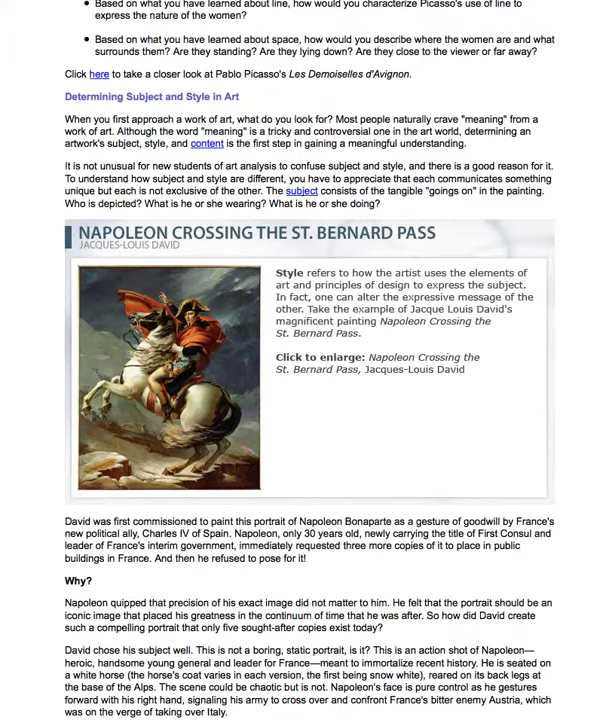 Based on what you have learned about line, how would you characterize Picasso's use of line to
express the nature of the women?
Based on what you have learned about space, how would you describe where the women are and what
surrounds them? Are they standing? Are they lying down? Are they close to the viewer or far away?
Click here to take a closer look at Pablo Picasso's Les Demoiselles d'Avignon.
Determining Subject and Style in Art
When you first approach a work of art, what do you look for? Most people naturally crave "meaning" from a
work of art. Although the word "meaning" is a tricky and controversial one in the art world, determining an
artwork's subject, style, and content is the first step in gaining a meaningful understanding.
It is not unusual for new students of art analysis to confuse subject and style, and there is a good reason for it.
To understand how subject and style are different, you have to appreciate that each communicates something
unique but each is not exclusive of the other. The subject consists of the tangible "goings on" in the painting.
Who is depicted? What is he or she wearing? What is he or she doing?
NAPOLEON CROSSING THE ST. BERNARD PASS
JACQUES-LOUIS DAVID
Style refers to how the artist uses the elements of
art and principles of design to express the subject.
In fact, one can alter the expressive message of the
other. Take the example of Jacque Louis David's
magnificent painting Napoleon Crossing the
St. Bernard Pass.
Click to enlarge: Napoleon Crossing the
St. Bernard Pass, Jacques-Louis David
David was first commissioned to paint this portrait of Napoleon Bonaparte as a gesture of goodwill by France's
new political ally, Charles IV of Spain. Napoleon, only 30 years old, newly carrying the title of First Consul and
leader of France's interim government, immediately requested three more copies of it to place in public
buildings in France. And then he refused to pose for it!
Why?
Napoleon quipped that precision of his exact image did not matter to him. He felt that the portrait should be an
iconic image that placed his greatness in the continuum of time that he was after. So how did David create
such a compelling portrait that only five sought-after copies exist today?
David chose his subject well. This is not a boring, static portrait, is it? This is an action shot of Napoleon—
heroic, handsome young general and leader for France—meant to immortalize recent history. He is seated on
a white horse (the horse's coat varies in each version, the first being snow white), reared on its back legs at
the base of the Alps. The scene could be chaotic but is not. Napoleon's face is pure control as he gestures
forward with his right hand, signaling his army to cross over and confront France's bitter enemy Austria, which
was on the verge of taking over Italy.